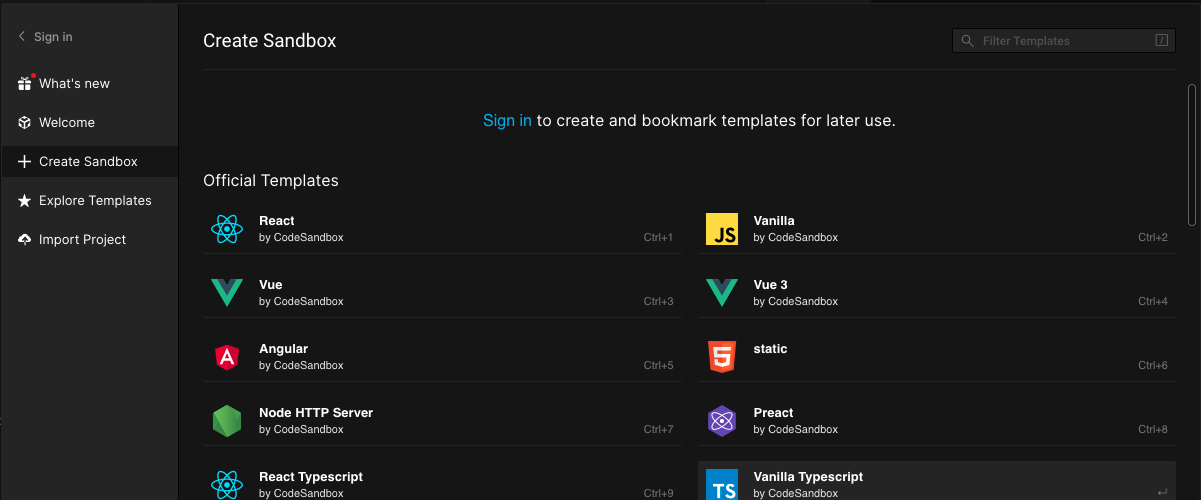 Sign in
What's new
Welcome
Create Sandbox
Explore Templates
Import Project
Create Sandbox
Filter Templates
/
Sign in to create and bookmark templates for later use.
Official Templates
React
by CodeSandbox
Ctrl+1
JS
Vanilla
by CodeSandbox
Ctrl+2
Vue
by CodeSandbox
Ctrl+3
Vue 3
by CodeSandbox
Ctrl+4
A
Angular
by CodeSandbox
Ctrl+5
5
static
Ctrl+6
Node HTTP Server
by CodeSandbox
Ctrl+7
Preact
by CodeSandbox
Ctrl+8
React Typescript
by CodeSandbox
Ctrl+9
TS
Vanilla Typescript
by CodeSandbox